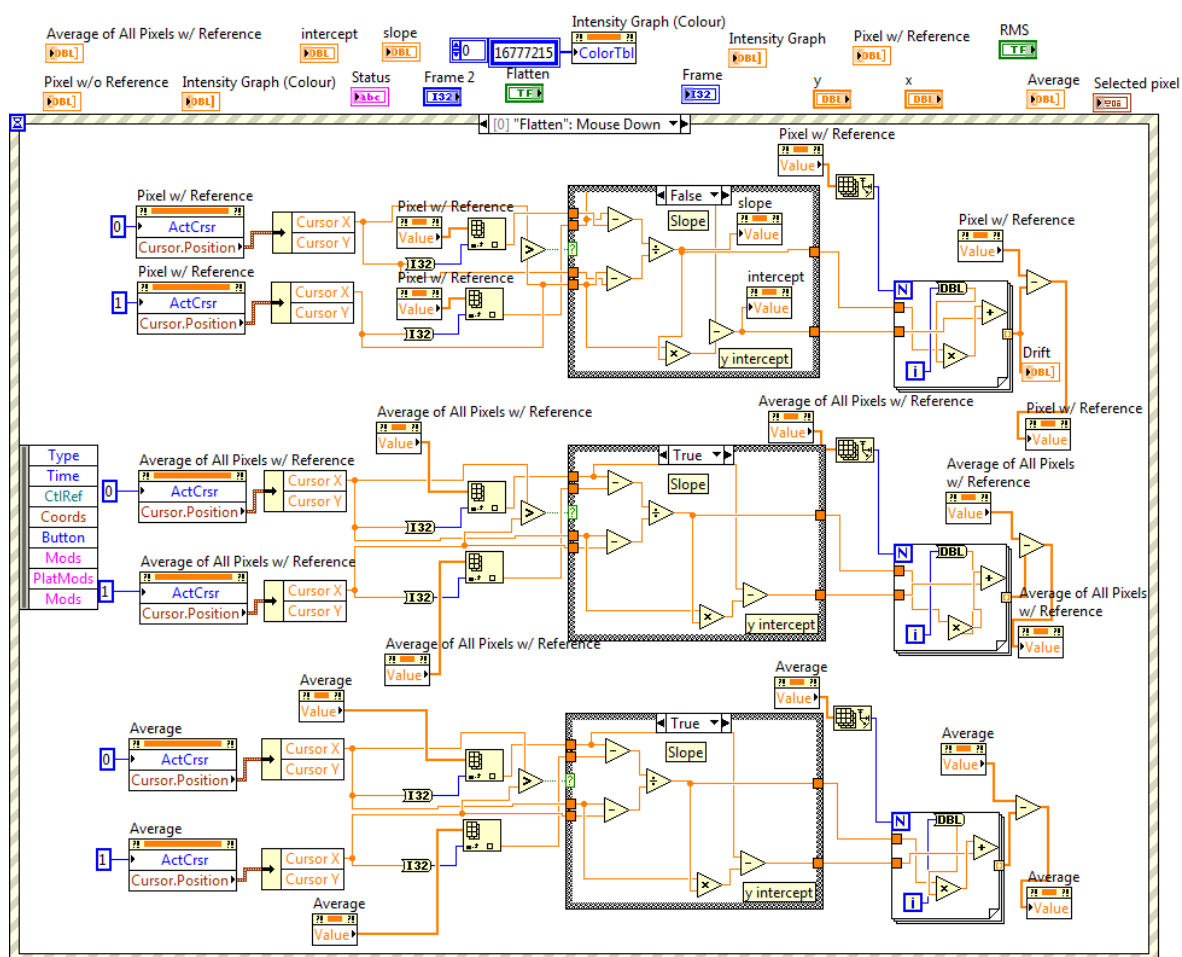 Average of All Pixels w/ Reference
DBL]
intercept
DBL
slope
DBL
0
16777215
Intensity Graph (Colour)
ColorTbl
Intensity Graph
DBL]
Pixel w/ Reference
DBL]
RMS
TF
Pixel w/o Reference
DBL]
Intensity Graph (Colour)
DBL]
Status
abc
Frame 2
I32
Flatten
TF
Frame
I32
y
DBL
x
DBL
Average
DBL]
Selected pixel
[0] "Flatten": Mouse Down
Type
Time
CtlRef
Coords
Button
Mods
PlatMods
Mods
Pixel w/ Reference
0
ActCrsr
Cursor.Position
Cursor X
Cursor Y
Pixel w/ Reference
1
ActCrsr
Cursor.Position
Cursor X
Cursor Y
Pixel w/ Reference
Value
I32
Pixel w/ Reference
Value
I32
>
?
False
Slope
slope
Value
intercept
Value
y intercept
Pixel w/ Reference
Value
N
DBL
i
Drift
DBL]
Pixel w/ Reference
Value
Pixel w/ Reference
Value
Average of All Pixels w/ Reference
0
ActCrsr
Cursor.Position
Cursor X
Cursor Y
Average of All Pixels w/ Reference
1
ActCrsr
Cursor.Position
Cursor X
Cursor Y
Average of All Pixels w/ Reference
Value
I32
I32
Average of All Pixels w/ Reference
Value
>
?
True
Slope
y intercept
Average of All Pixels w/ Reference
Value
N
DBL
i
Average of All Pixels
w/ Reference
Value
Average of All Pixels
w/ Reference
Value
Average
0
ActCrsr
Cursor.Position
Cursor X
Cursor Y
Average
1
ActCrsr
Cursor.Position
Cursor X
Cursor Y
Average
Value
I32
I32
Average
Value
>
?
True
Slope
y intercept
Average
Value
N
DBL
i
Average
Value
Average
Value